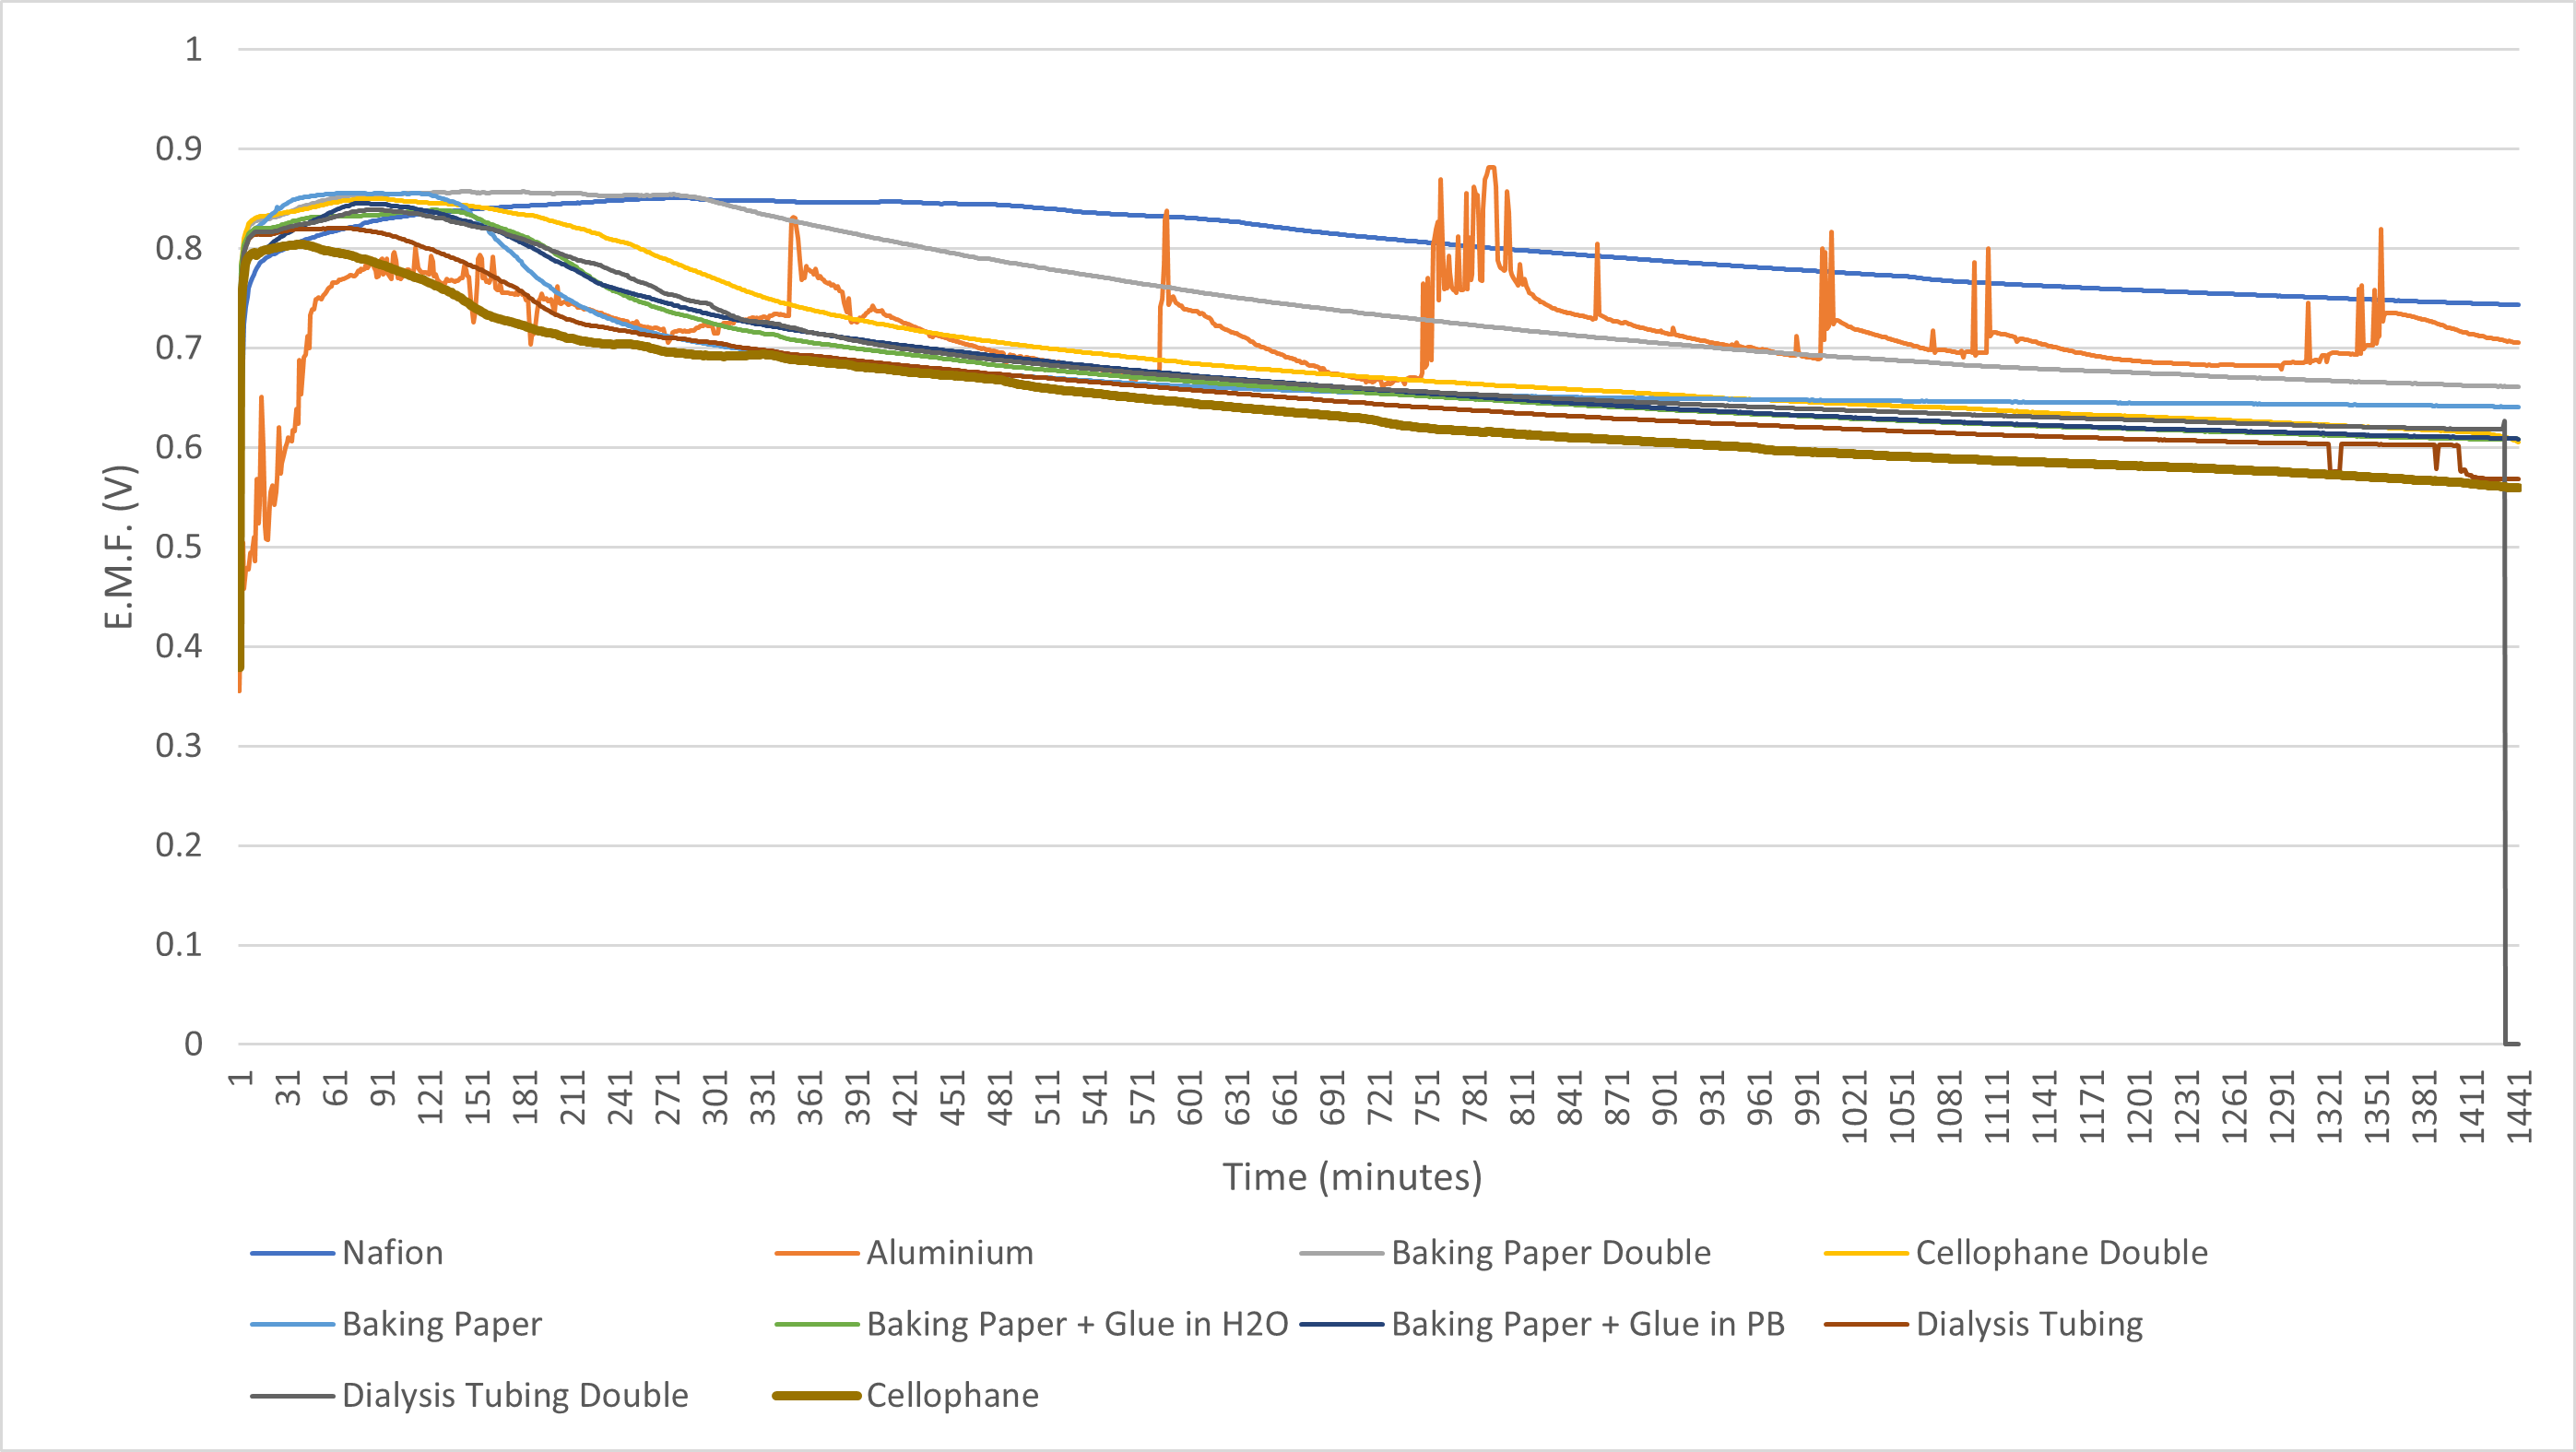 1
0.9
0.8
0.7
0.6
0.5
0.4
0.3
0.2
0.1
0
E.M.F. (V)
1 31 61 91 121 151 181 211 241 271 301 331 361 391 421 451 481 511 541 571 601 631 661 691 721 751 781 811 841 871 901 931 961 991 1021 1051 1081 1111 1141 1171 1201 1231 1261 1291 1321 1351 1381 1411 1441
Time (minutes)
Nafion Aluminium Baking Paper Double Cellophane Double
Baking Paper Baking Paper + Glue in H2O Baking Paper + Glue in PB Dialysis Tubing
Dialysis Tubing Double Cellophane